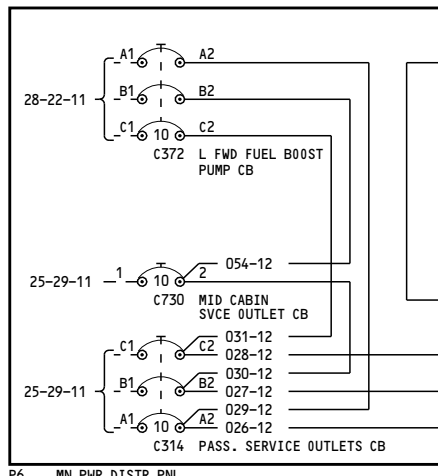 A1 A2
B1 B2
28-22-11
C1 C2
10
C372 L FWD FUEL BOOST
PUMP CB
054-12
1 2
25-29-11 10
C730 MID CABIN
SVCE OUTLET CB
031-12
C1 C2 028-12
030-12
25-29-11 B1 B2 027-12
029-12
A1 10 A2 026-12
C314 PASS. SERVICE OUTLETS CB
P6 MN PWR DISTR PNL